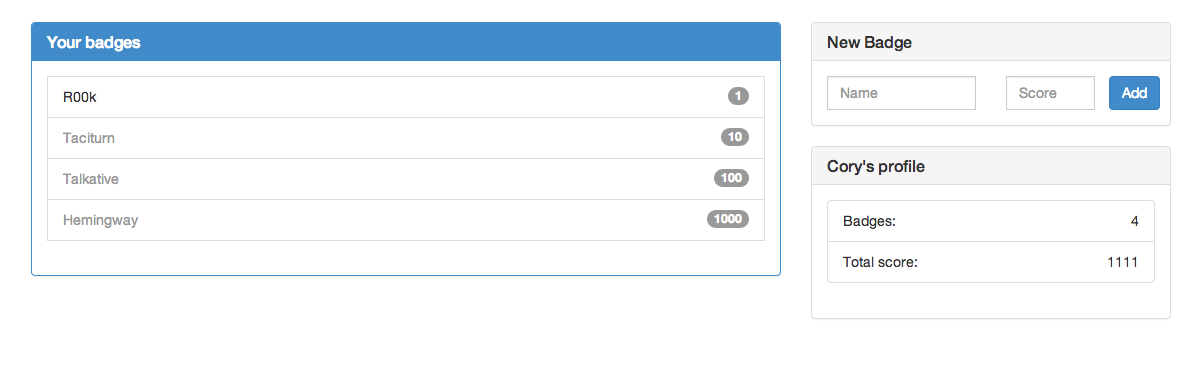 Your badges
R00k 1
Taciturn 10
Talkative 100
Hemingway 1000
New Badge
Name Score Add
Cory's profile
Badges: 4
Total score: 1111